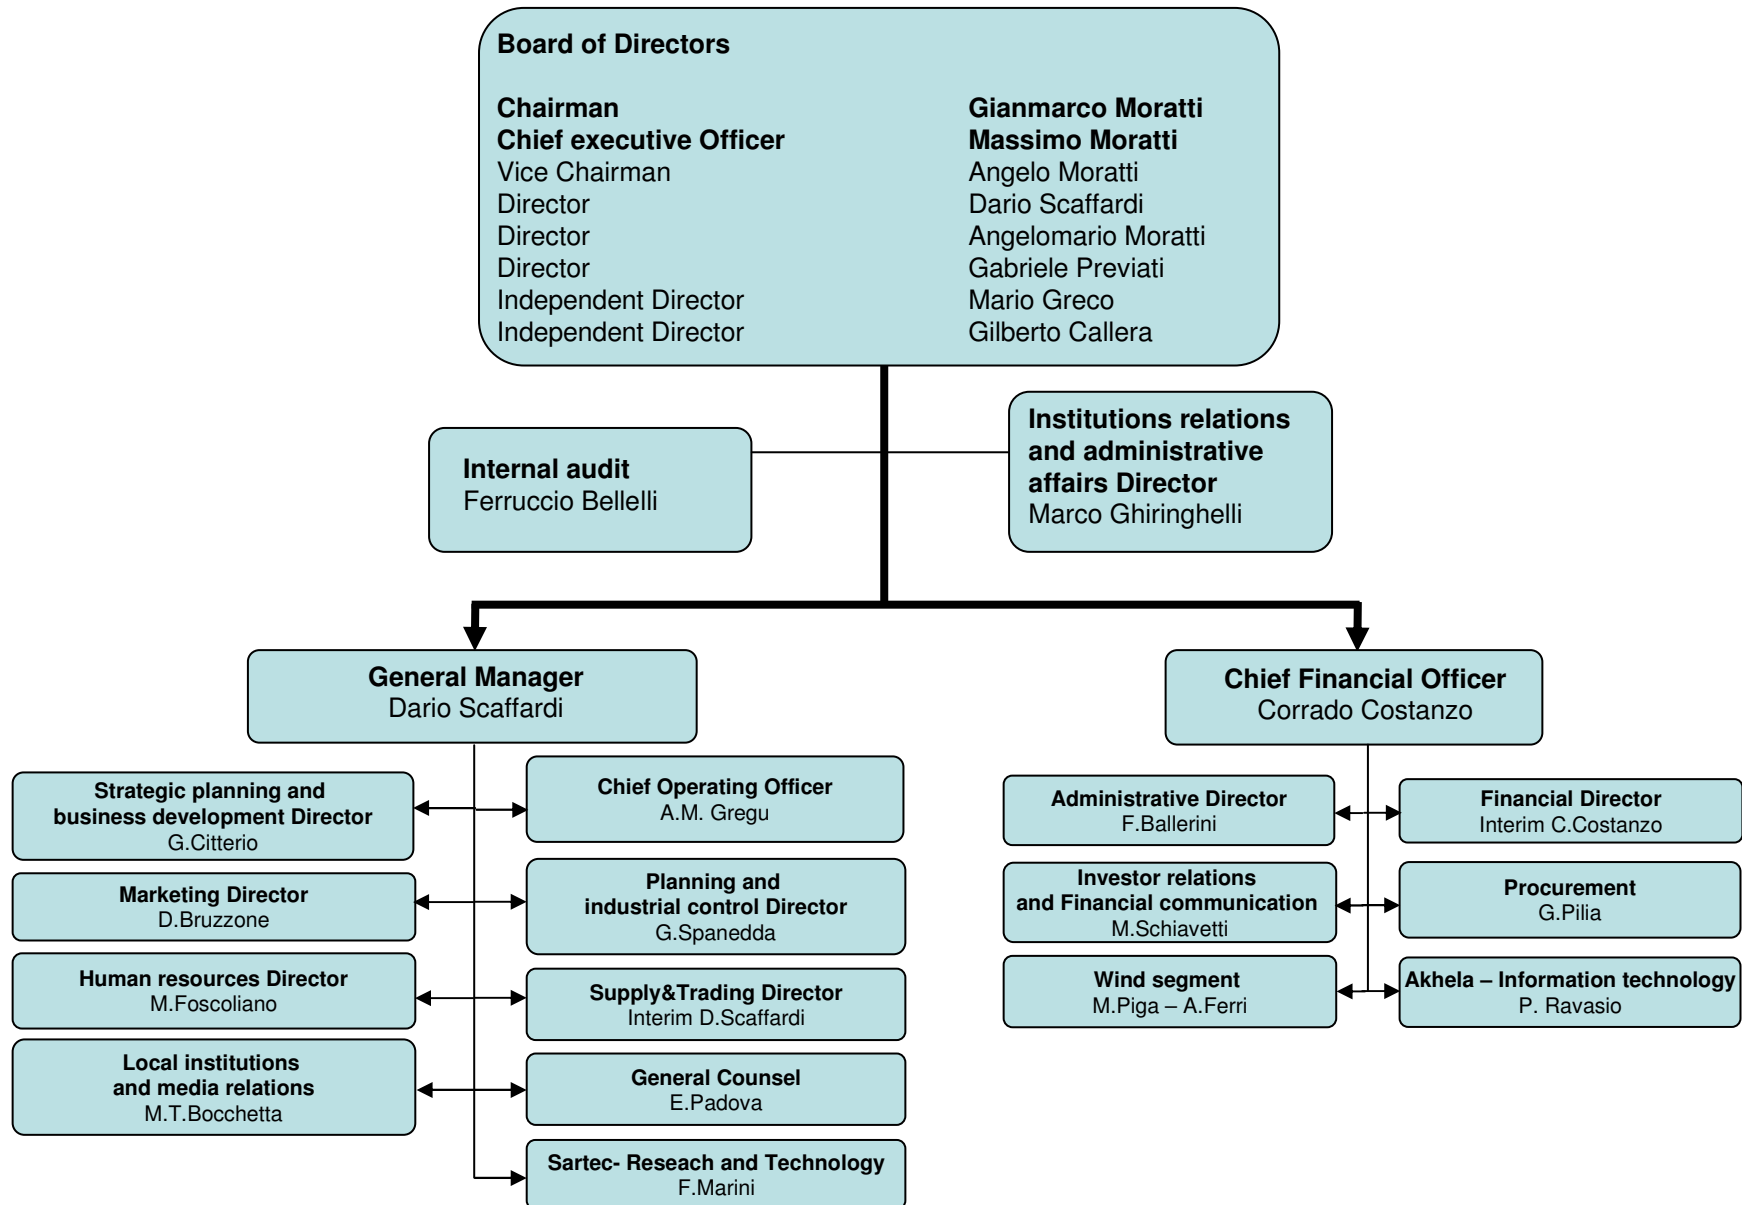 Board of Directors
Chairman Gianmarco Moratti
Chief executive Officer Massimo Moratti
Vice Chairman Angelo Moratti
Director Dario Scaffardi
Director Angelomario Moratti
Director Gabriele Previati
Independent Director Mario Greco
Independent Director Gilberto Callera
Internal audit
Ferruccio Bellelli
Institutions relations
and administrative
affairs Director
Marco Ghiringhelli
General Manager
Dario Scaffardi
Chief Financial Officer
Corrado Costanzo
Strategic planning and
business development Director
G.Citterio
Chief Operating Officer
A.M. Gregu
Marketing Director
D.Bruzzone
Planning and
industrial control Director
G.Spanedda
Human resources Director
M.Foscoliano
Supply&Trading Director
Interim D.Scaffardi
Local institutions
and media relations
M.T.Bocchetta
General Counsel
E.Padova
Sartec- Reseach and Technology
F.Marini
Administrative Director
F.Ballerini
Financial Director
Interim C.Costanzo
Investor relations
and Financial communication
M.Schiavetti
Procurement
G.Pilia
Wind segment
M.Piga – A.Ferri
Akhela – Information technology
P. Ravasio